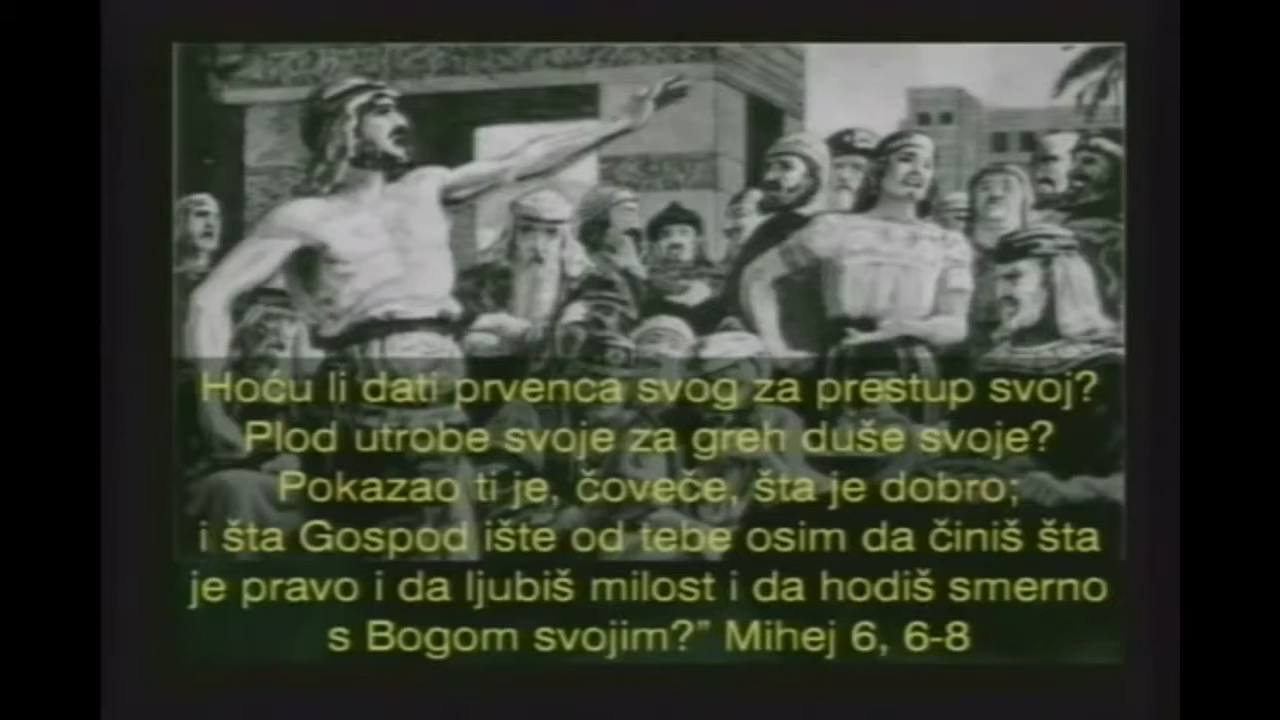 Hoću li dati prvenca svog za prestup svoj?
Plod utrobe svoje za greh duše svoje?
Pokazao ti je, čoveče, šta je dobro;
i šta Gospod ište od tebe osim da činiš šta
je pravo i da ljubiš milost i da hodiš smerno
s Bogom svojim?” Mihej 6, 6-8